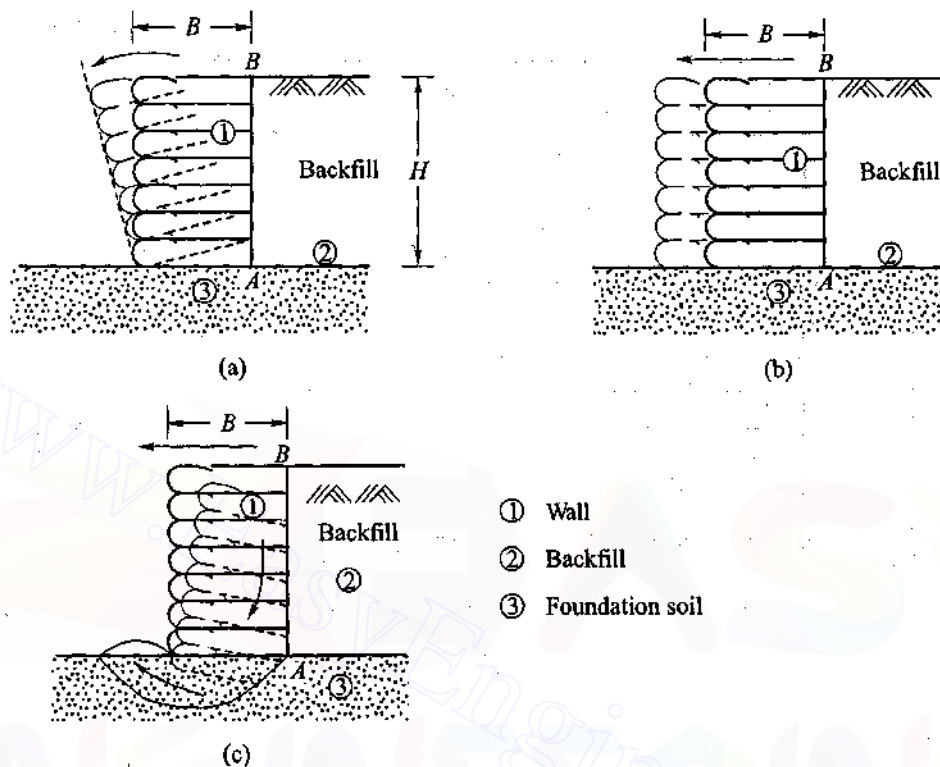 B
B
①
Backfill
H
②
A
③
(a)
B
B
①
Backfill
②
A
③
(b)
B
B
①
Backfill
②
A
③
(c)
① Wall
② Backfill
③ Foundation soil